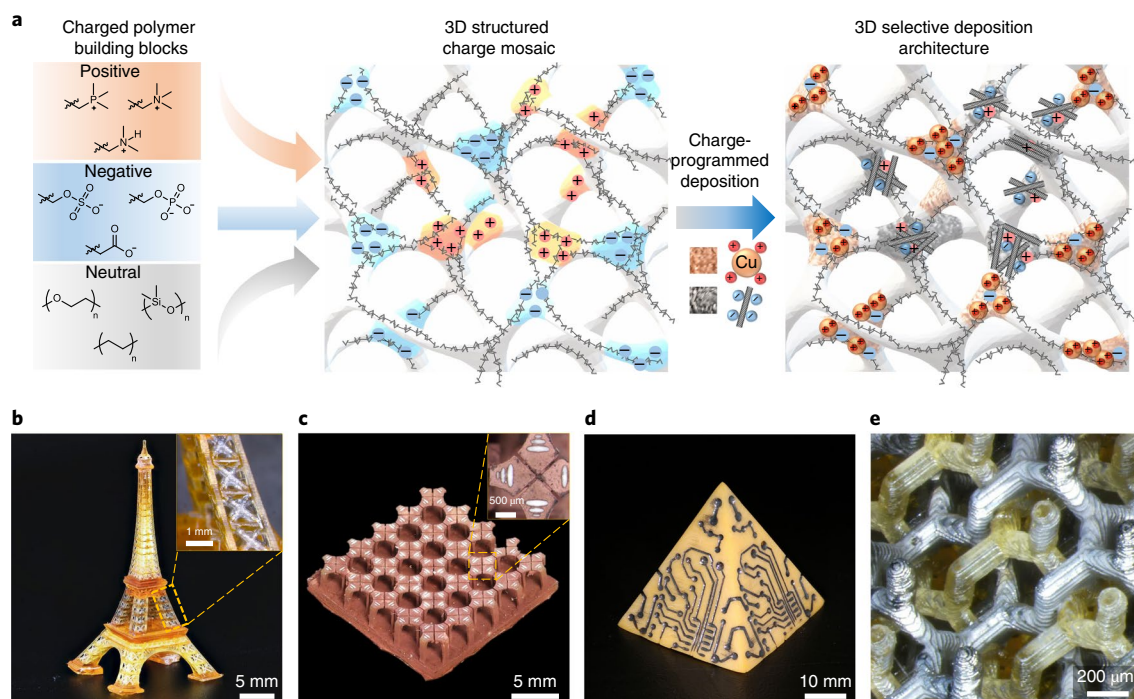 a
Charged polymer
building blocks
Positive
P
+
N
+
N
H
+
Negative
O
S
O
O
O⁻
O
P
O
O⁻
O⁻
O
O⁻
Neutral
O
n
Si
O
n
n
3D structured
charge mosaic
Charge-
programmed
deposition
Cu
3D selective deposition
architecture
b
1 mm
5 mm
c
500 µm
5 mm
d
10 mm
e
200 µm